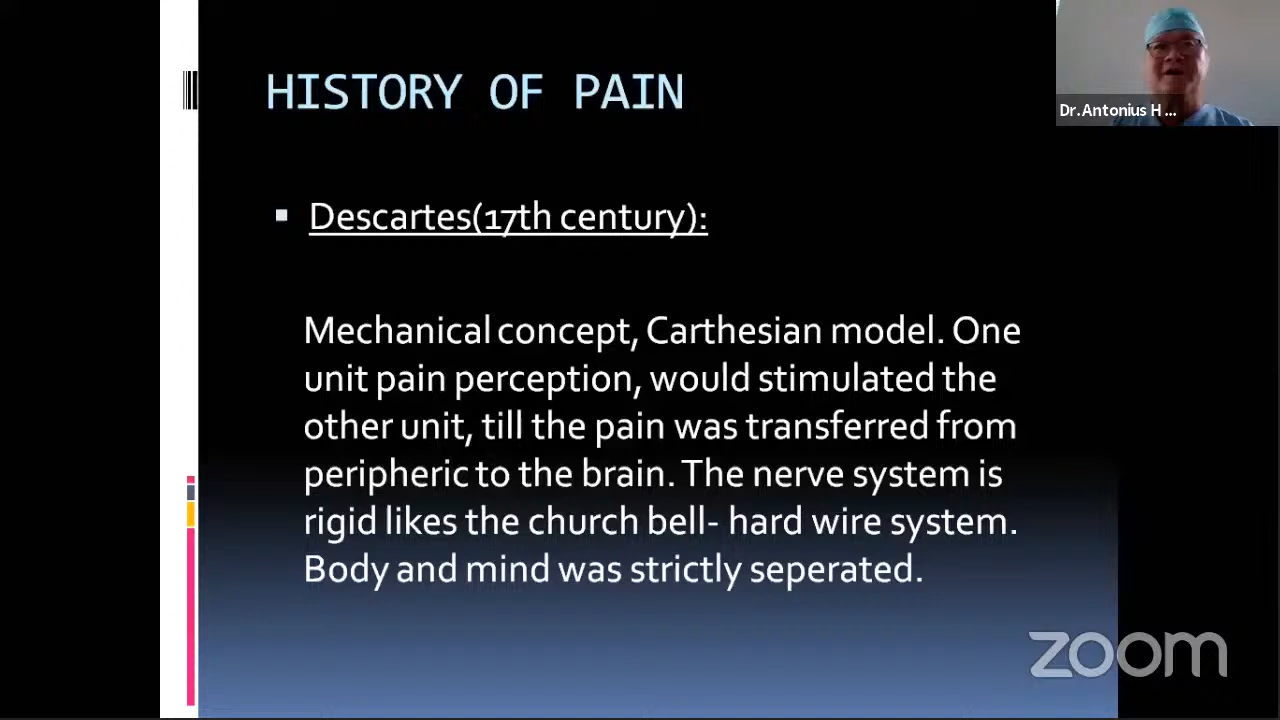 HISTORY OF PAIN
Dr.Antonius H ...
▪ Descartes(17th century):
Mechanical concept, Carthesian model. One
unit pain perception, would stimulated the
other unit, till the pain was transferred from
peripheric to the brain. The nerve system is
rigid likes the church bell- hard wire system.
Body and mind was strictly seperated.
zoom